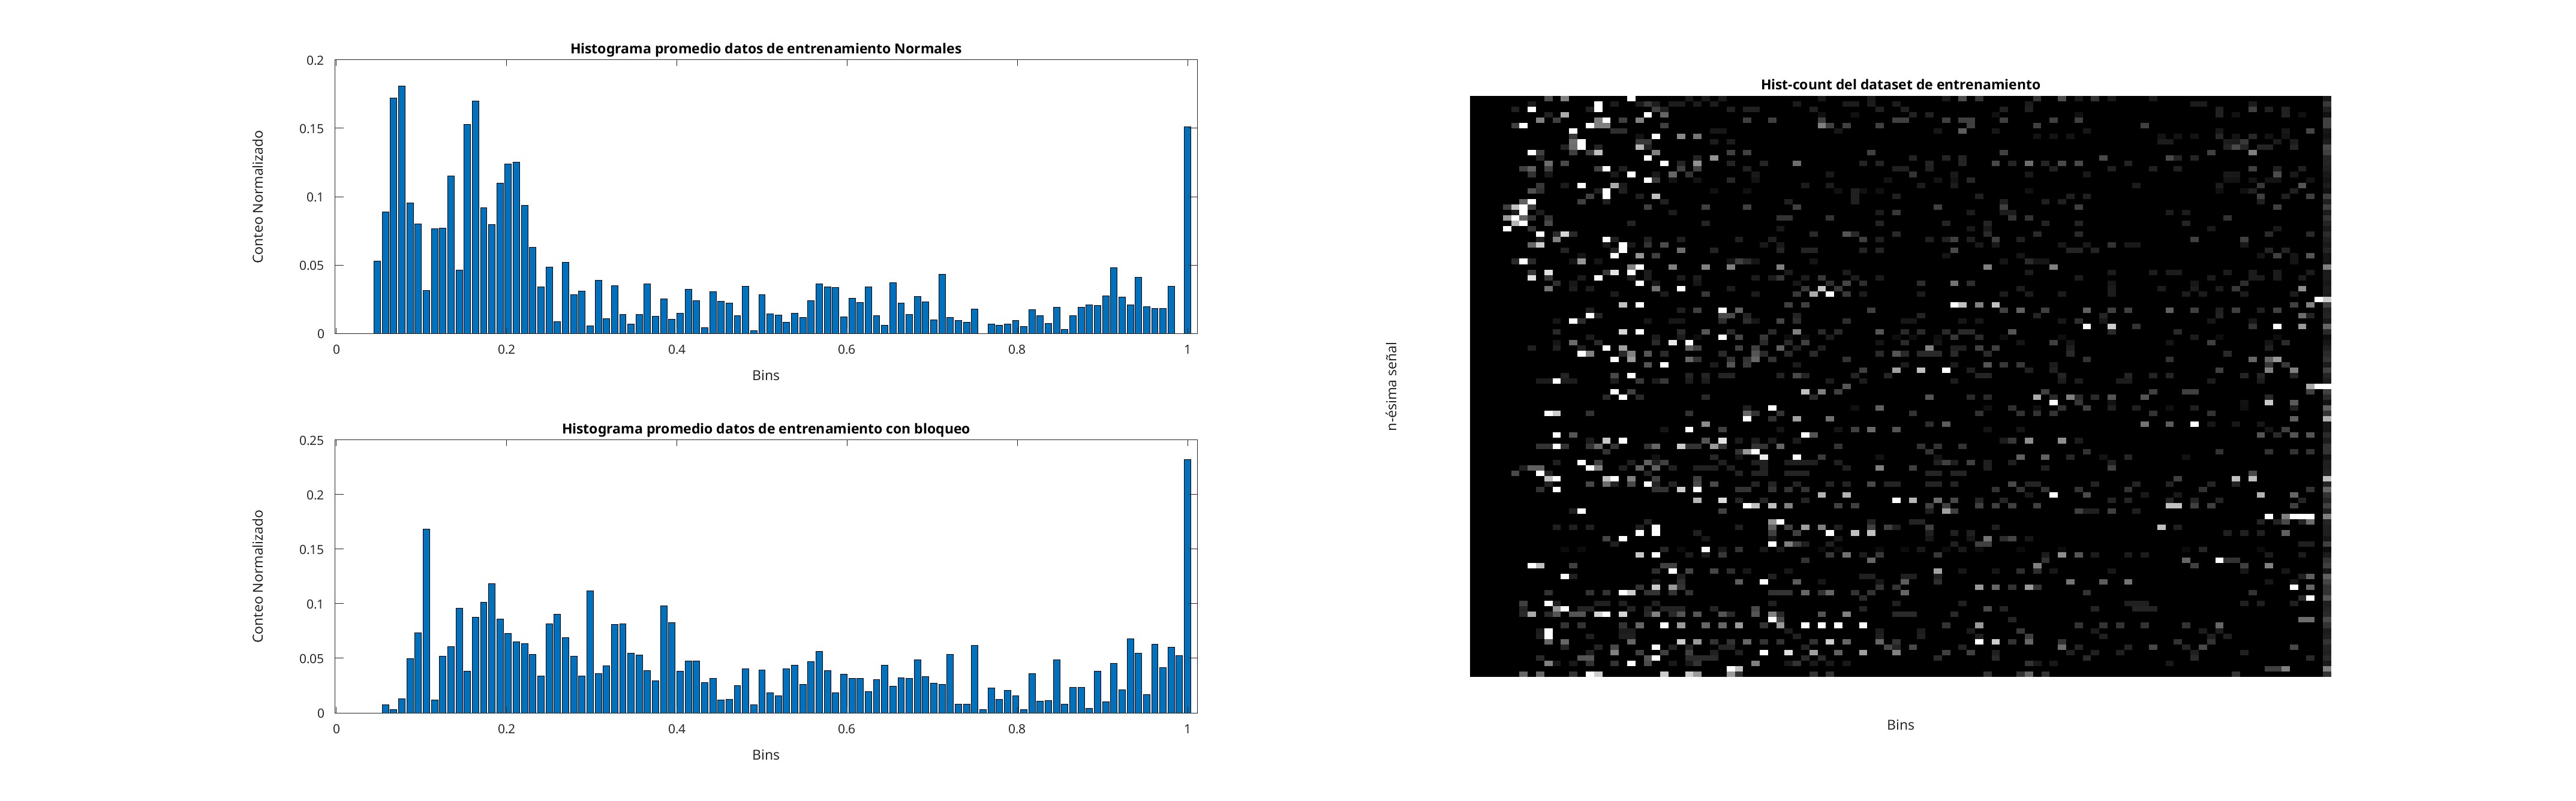 Histograma promedio datos de entrenamiento Normales
0.2
0.15
0.1
0.05
0
Conteo Normalizado
0 0.2 0.4 0.6 0.8 1
Bins
Histograma promedio datos de entrenamiento con bloqueo
0.25
0.2
0.15
0.1
0.05
0
Conteo Normalizado
0 0.2 0.4 0.6 0.8 1
Bins
Hist-count del dataset de entrenamiento
n-ésima señal
Bins